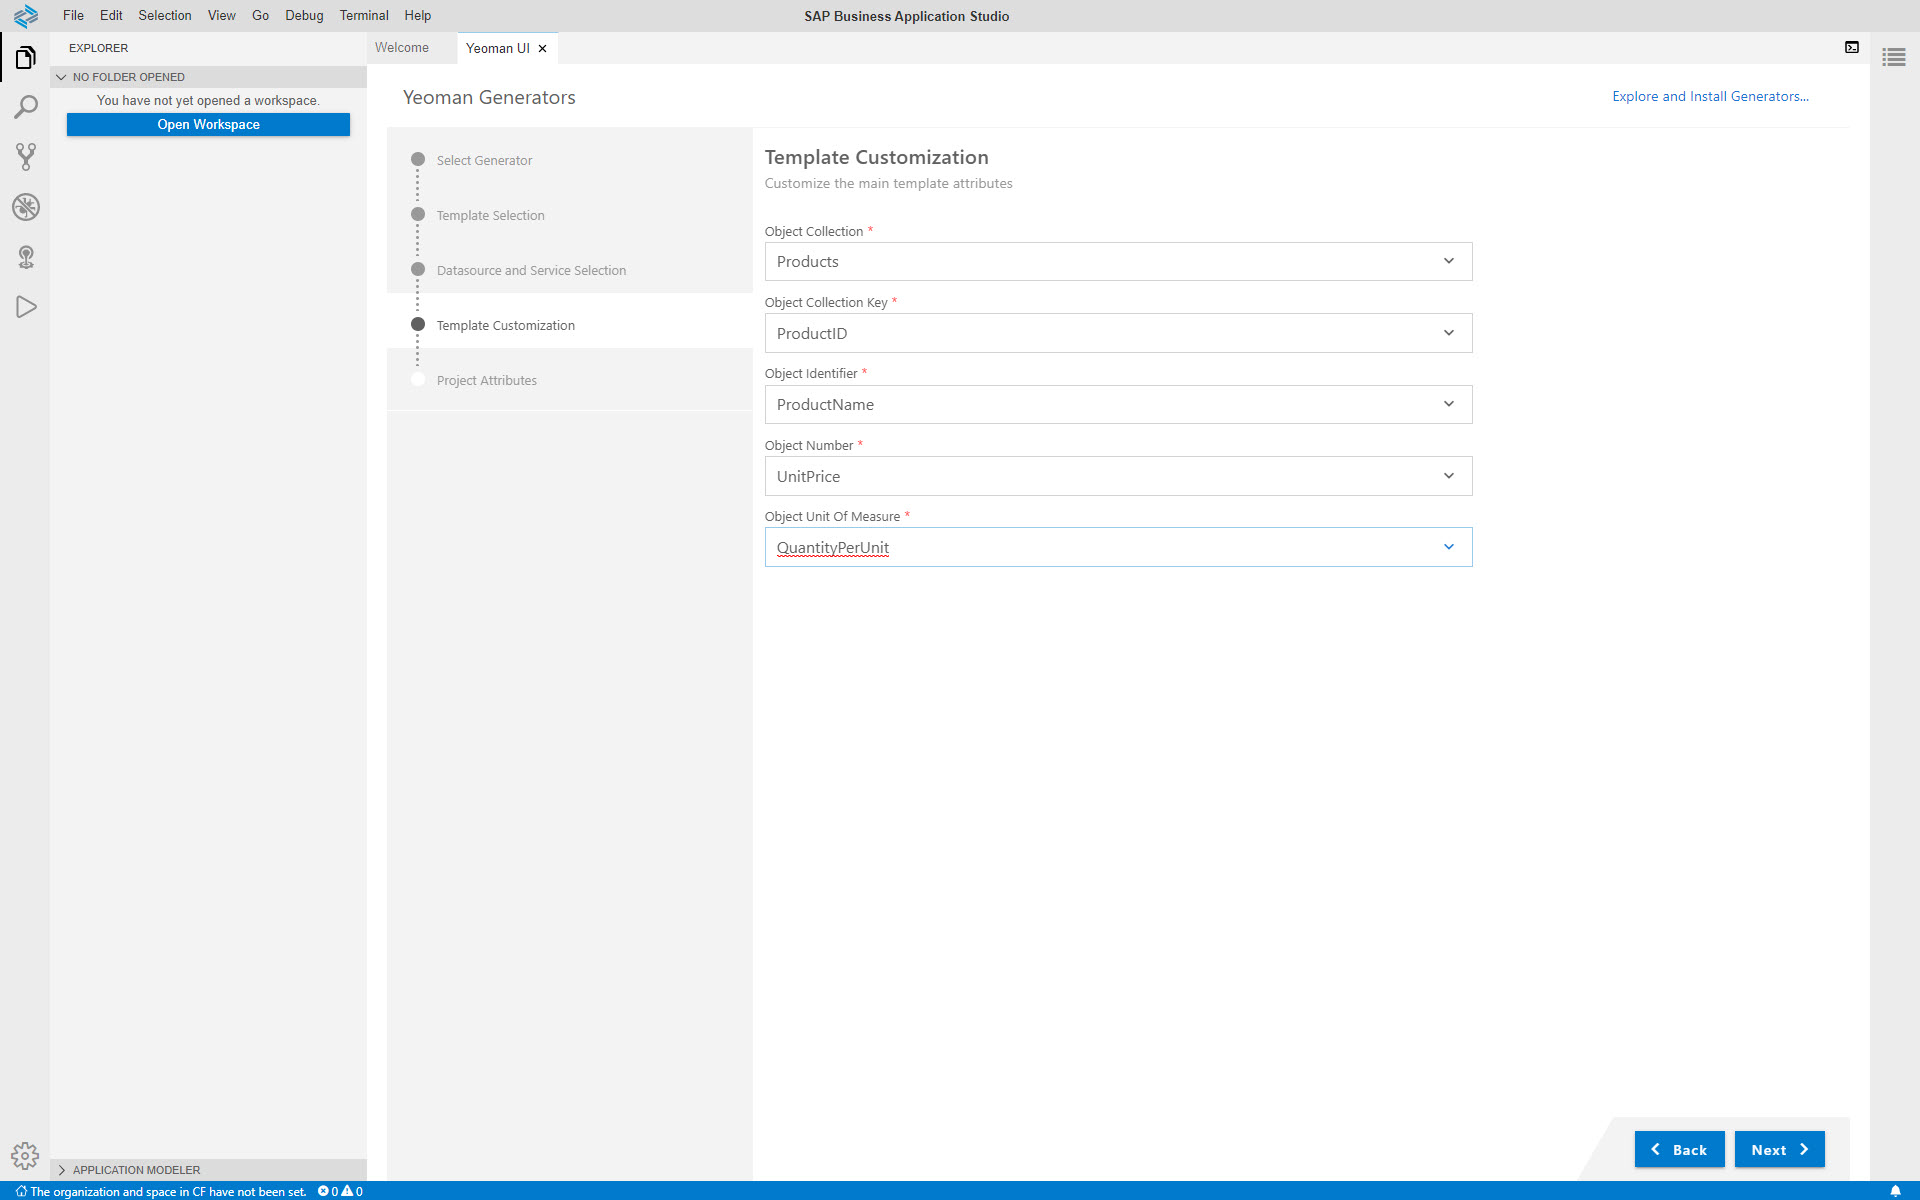 File Edit Selection View Go Debug Terminal Help
SAP Business Application Studio
EXPLORER
NO FOLDER OPENED
You have not yet opened a workspace.
Open Workspace
Welcome
Yeoman UI
Yeoman Generators
Explore and Install Generators...
Select Generator
Template Selection
Datasource and Service Selection
Template Customization
Project Attributes
Template Customization
Customize the main template attributes
Object Collection *
Products
Object Collection Key *
ProductID
Object Identifier *
ProductName
Object Number *
UnitPrice
Object Unit Of Measure *
QuantityPerUnit
Back
Next
APPLICATION MODELER
The organization and space in CF have not been set. 0 0